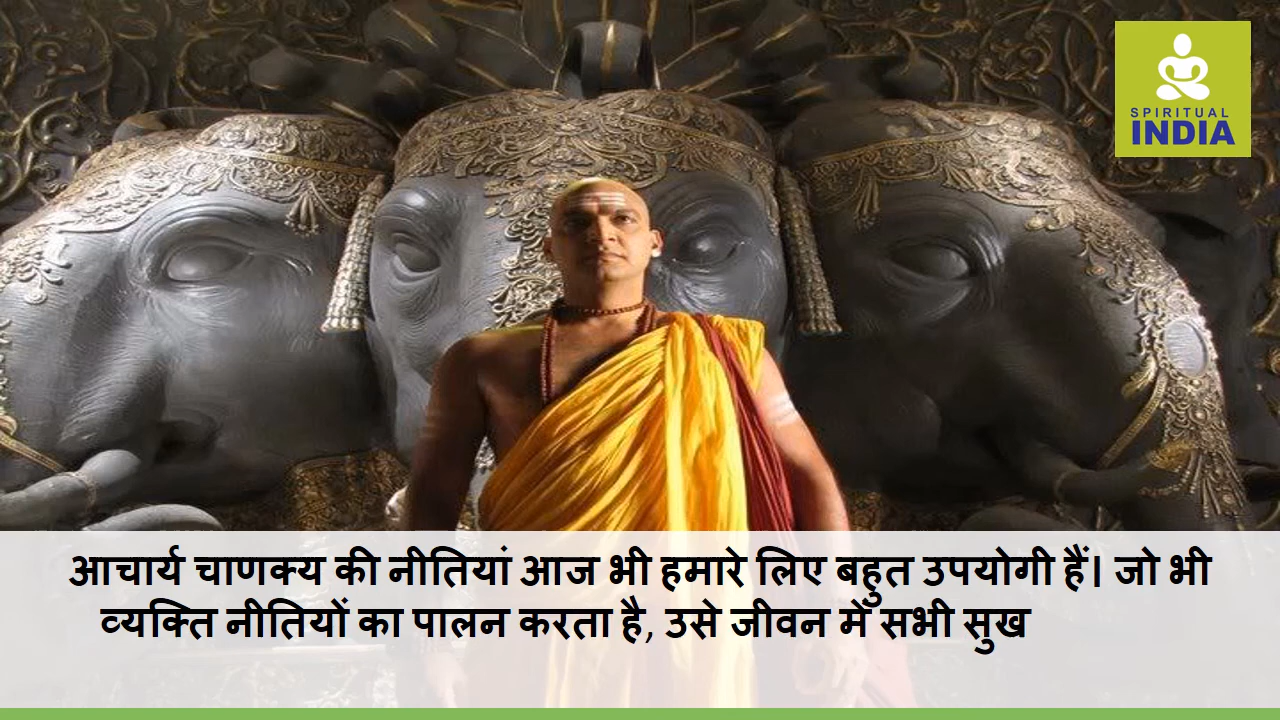 SPIRITUAL
INDIA
आचार्य चाणक्य की नीतियां आज भी हमारे लिए बहुत उपयोगी हैं। जो भी
व्यक्ति नीतियों का पालन करता है, उसे जीवन में सभी सुख